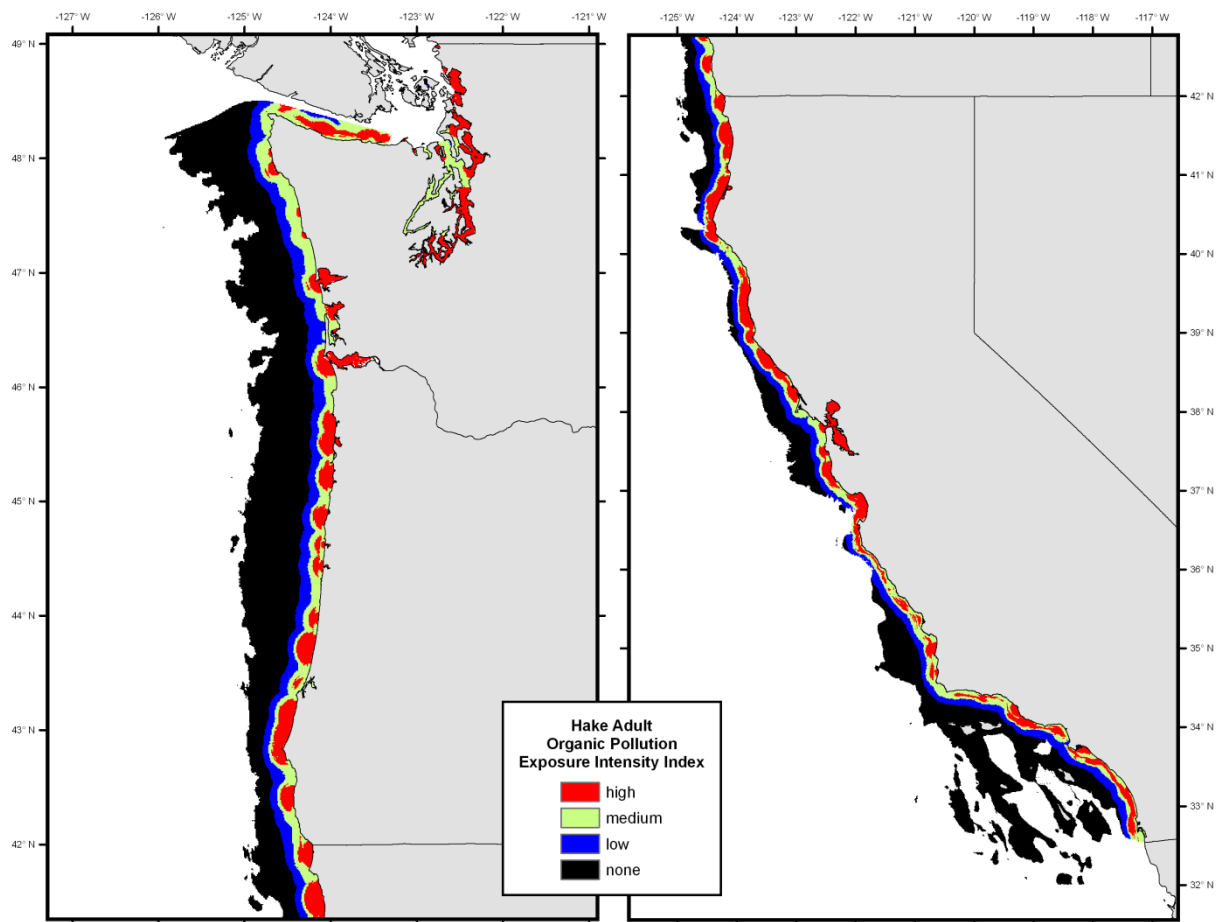 -127° W -126° W -125° W -124° W -123° W -122° W -121° W
-125° W -124° W -123° W -122° W -121° W -120° W -119° W -118° W -117° W
49° N
48° N
47° N
46° N
45° N
44° N
43° N
42° N
42° N
41° N
40° N
39° N
38° N
37° N
36° N
35° N
34° N
33° N
32° N
Hake Adult
Organic Pollution
Exposure Intensity Index
high
medium
low
none